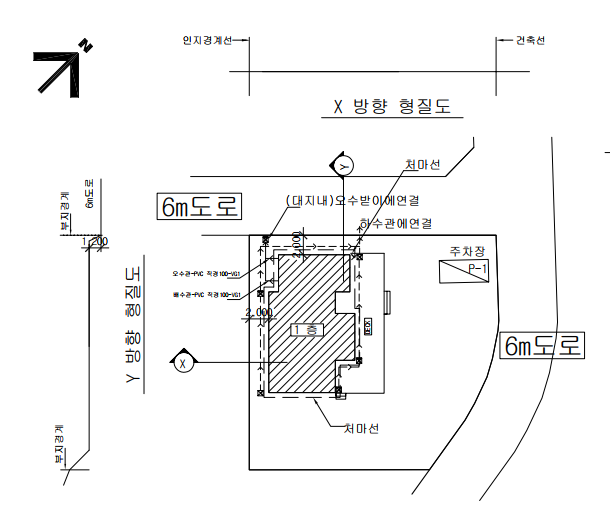 N
인지경계선
건축선
X 방향 형질도
Y
처마선
6m도로
부지경계
6m도로
(대지내)오수받이에연결
하수관에연결
1,200
2,000
주차장
P-1
오수관-PVC 직경100-VG1
배수관-PVC 직경100-VG1
Y 방향 형질도
2,000
1 층
DECK
6m도로
X
처마선
부지경계